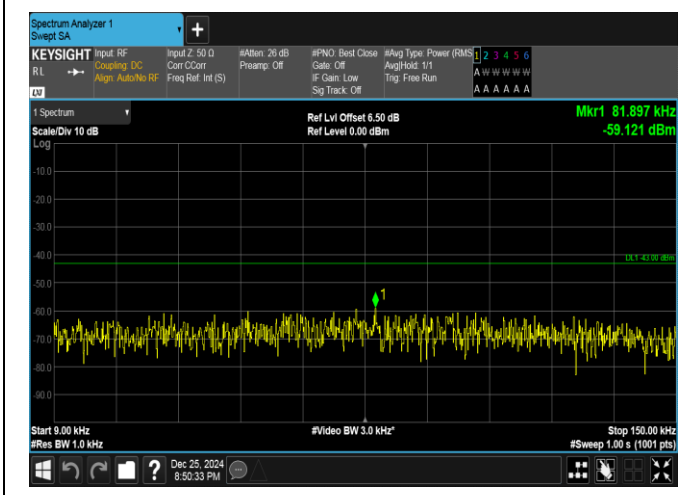 Spectrum Analyzer 1
Swept SA
+
KEYSIGHT
RL
LXI
Input: RF
Coupling: DC
Align: Auto/No RF
Input Z: 50 Ω
Corr CCorr
Freq Ref: Int (S)
#Atten: 26 dB
Preamp: Off
#PNO: Best Close
Gate: Off
IF Gain: Low
Sig Track: Off
#Avg Type: Power (RMS
Avg|Hold: 1/1
Trig: Free Run
1 2 3 4 5 6
A W W W W W
A A A A A A
1 Spectrum
Scale/Div 10 dB
Log
Ref Lvl Offset 6.50 dB
Ref Level 0.00 dBm
Mkr1 81.897 kHz
-59.121 dBm
-10.0
-20.0
-30.0
-40.0
DL1 -43.00 dBm
-50.0
1
-60.0
-70.0
-80.0
-90.0
Start 9.00 kHz
#Res BW 1.0 kHz
#Video BW 3.0 kHz*
Stop 150.00 kHz
#Sweep 1.00 s (1001 pts)
?
Dec 25, 2024
8:50:33 PM